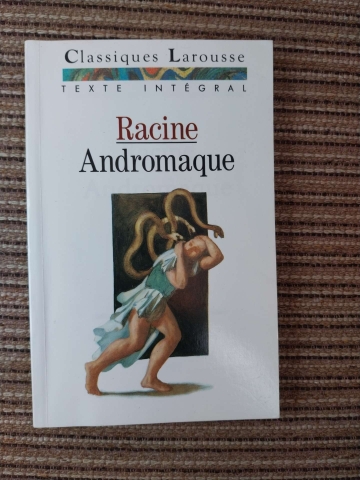 Classiques Larousse
TEXTE INTÉGRAL
Racine
Andromaque